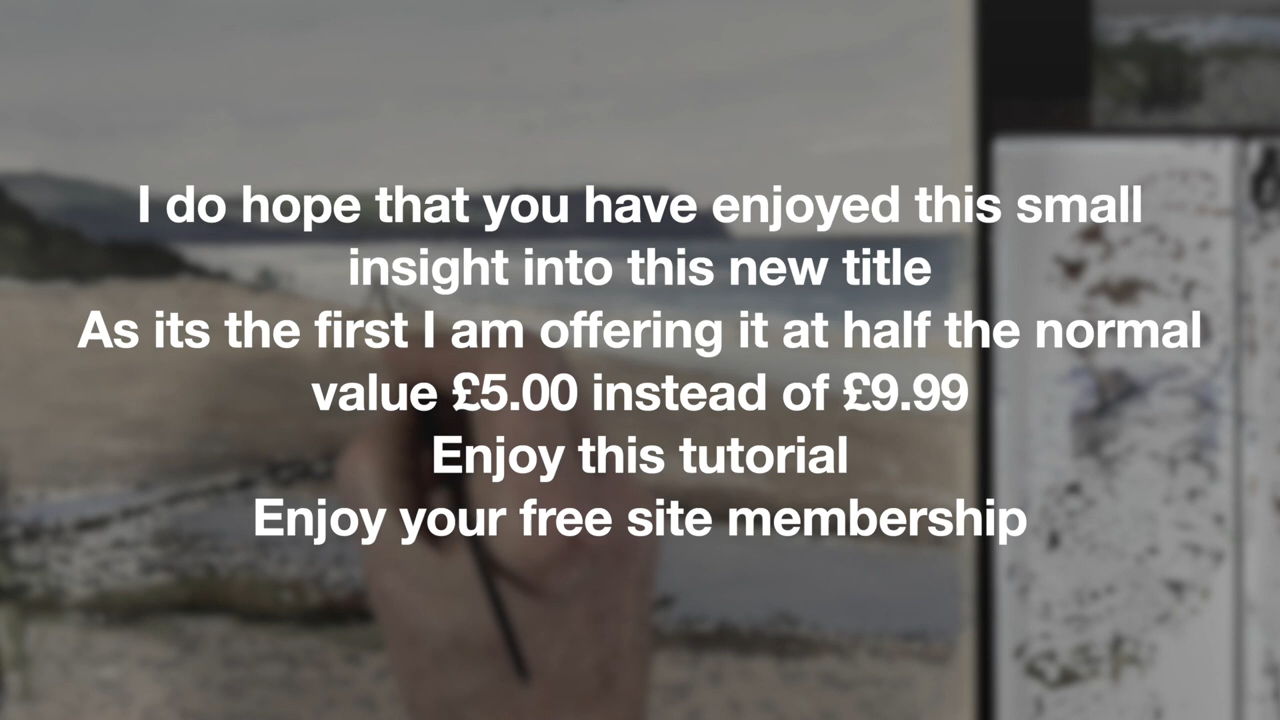 I do hope that you have enjoyed this small
insight into this new title
As its the first I am offering it at half the normal
value £5.00 instead of £9.99
Enjoy this tutorial
Enjoy your free site membership